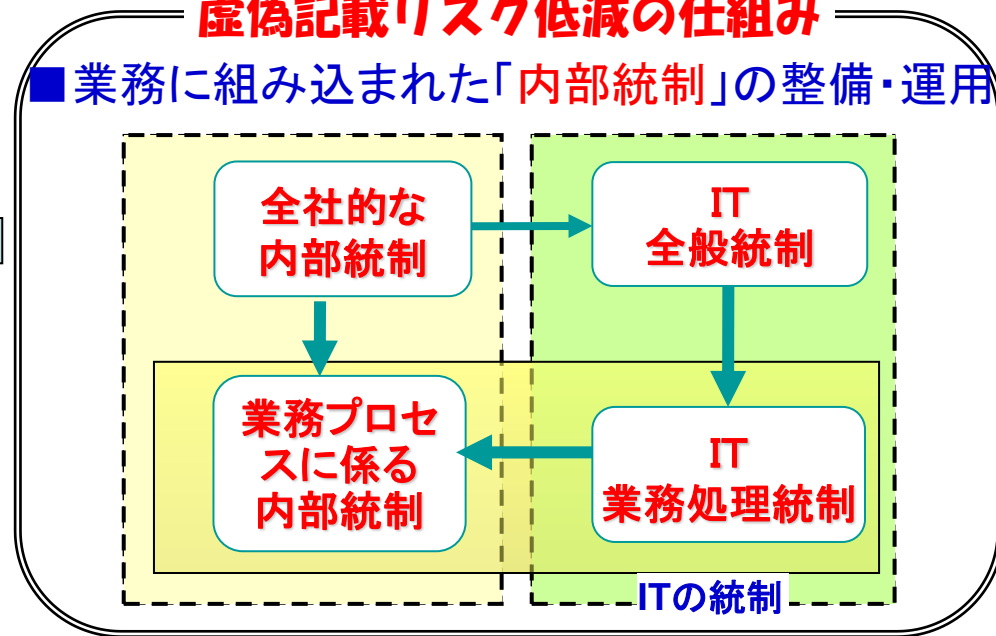 虚偽記載リスク低減の仕組み
■業務に組み込まれた「内部統制」の整備・運用
全社的な
内部統制
IT
全般統制
業務プロセ
スに係る
内部統制
IT
業務処理統制
ITの統制